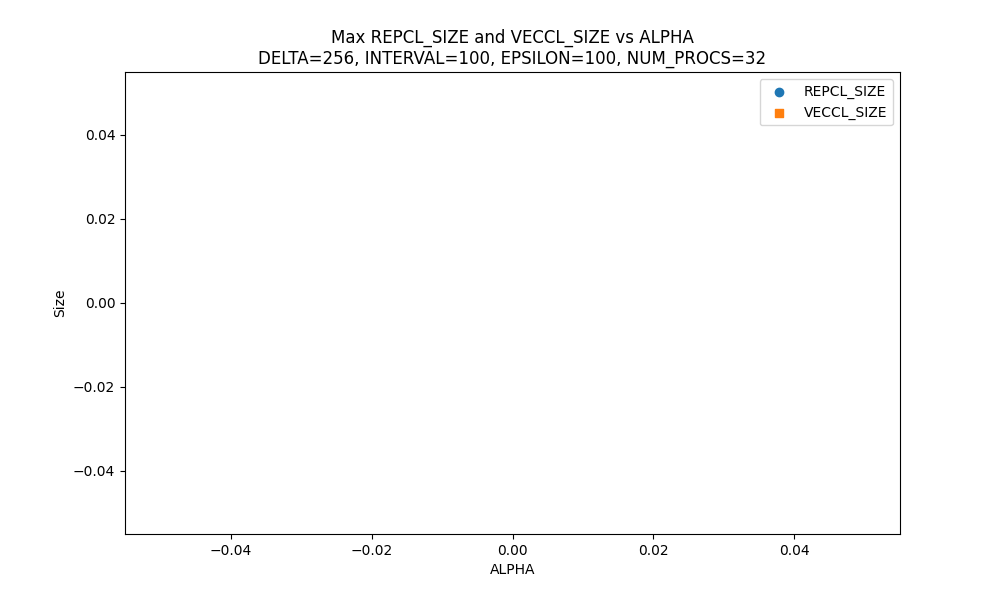 Max REPCL_SIZE and VECCL_SIZE vs ALPHA
DELTA=256, INTERVAL=100, EPSILON=100, NUM_PROCS=32
REPCL_SIZE
VECCL_SIZE
0.04
0.02
0.00
−0.02
−0.04
Size
−0.04
−0.02
0.00
0.02
0.04
ALPHA